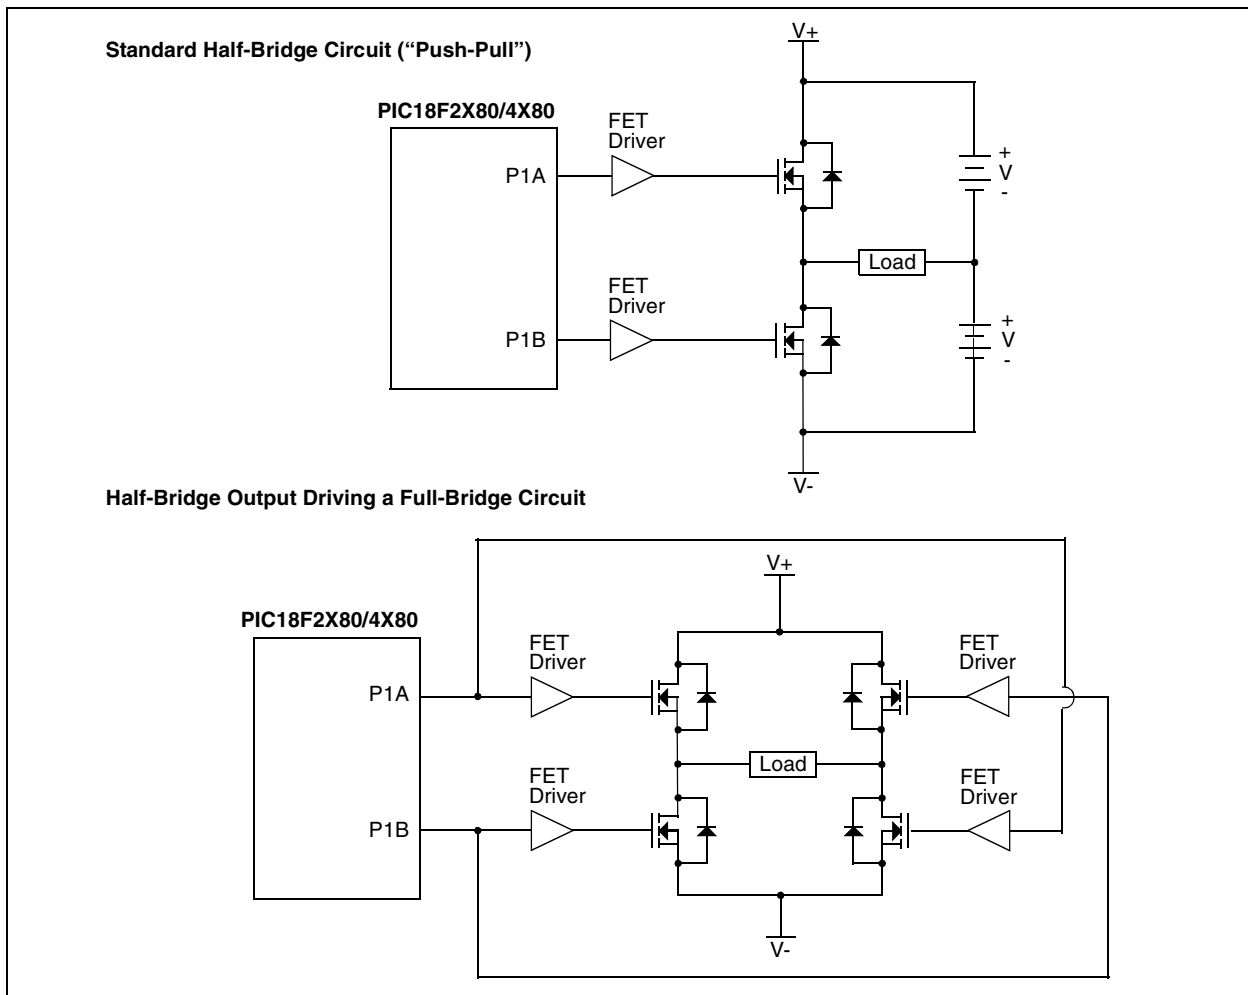 Standard Half-Bridge Circuit (“Push-Pull”)
V+
PIC18F2X80/4X80
FET
Driver
P1A
+
V
-
Load
FET
Driver
P1B
+
V
-
V-
Half-Bridge Output Driving a Full-Bridge Circuit
V+
PIC18F2X80/4X80
FET
Driver
FET
Driver
P1A
Load
FET
Driver
FET
Driver
P1B
V-